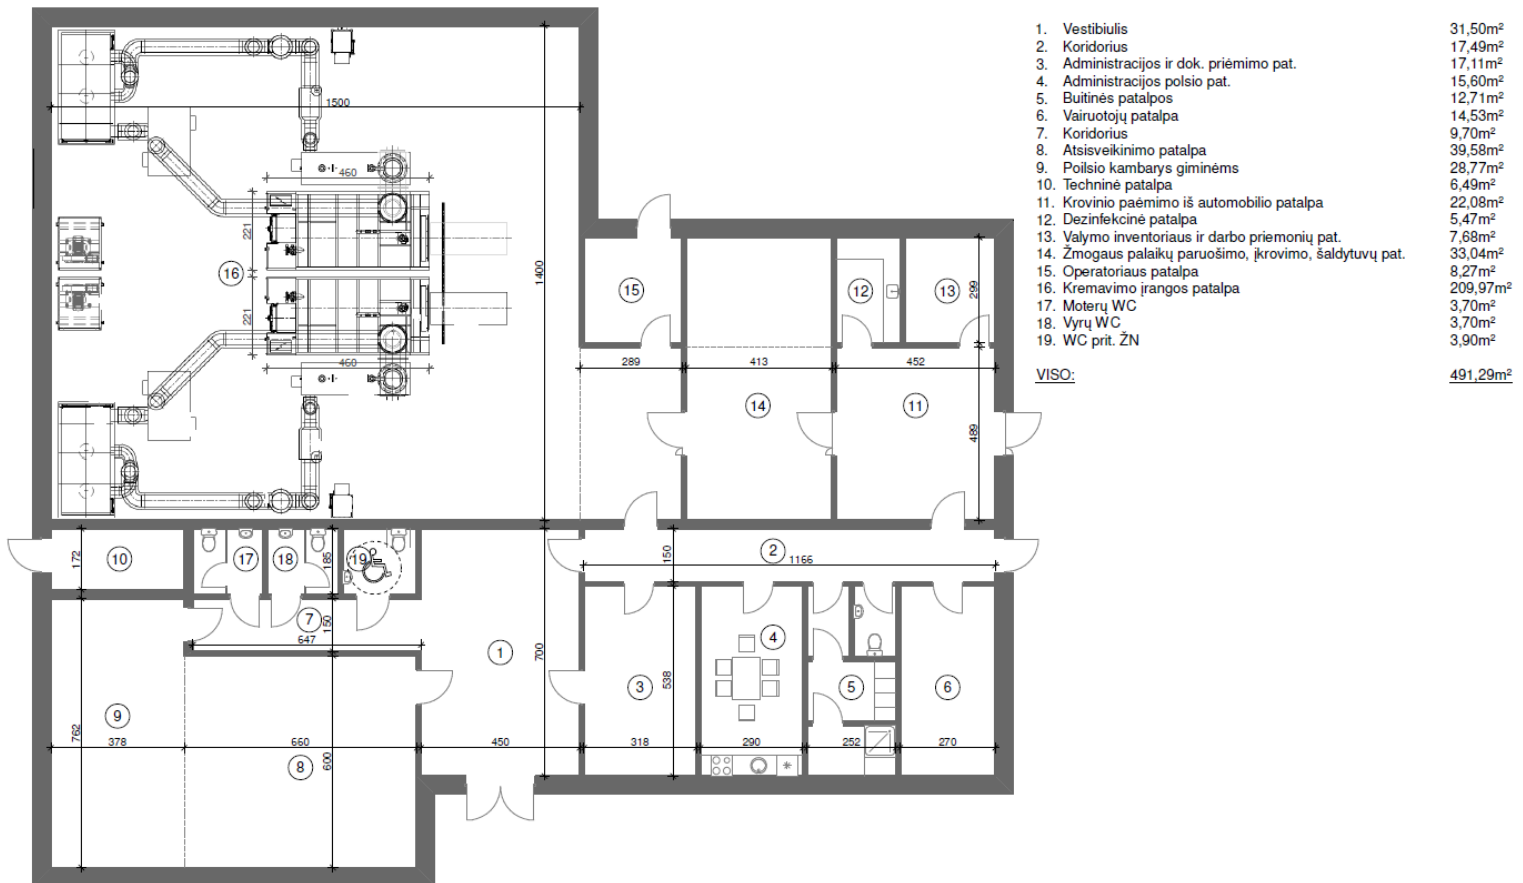 1. Vestibiulis 31,50m²
2. Koridorius 17,49m²
3. Administracijos ir dok. priėmimo pat. 17,11m²
4. Administracijos polsio pat. 15,60m²
5. Buitinės patalpos 12,71m²
6. Vairuotojų patalpa 14,53m²
7. Koridorius 9,70m²
8. Atsisveikinimo patalpa 39,58m²
9. Poilsio kambarys giminėms 28,77m²
10. Techninė patalpa 6,49m²
11. Krovinio paėmimo iš automobilio patalpa 22,08m²
12. Dezinfekcinė patalpa 5,47m²
13. Valymo inventoriaus ir darbo priemonių pat. 7,68m²
14. Žmogaus palaikų paruošimo, įkrovimo, šaldytuvų pat. 33,04m²
15. Operatoriaus patalpa 8,27m²
16. Kremavimo įrangos patalpa 209,97m²
17. Moterų WC 3,70m²
18. Vyrų WC 3,70m²
19. WC prit. ŽN 3,90m²
VISO: 491,29m²
1500
460
221
16
1400
221
460
15
12
13
299
289
413
452
14
11
489
172
10
17
18
185
19
150
2
1166
7
150
647
1
700
4
3
538
5
6
9
762
378
660
450
318
290
252
270
8
600